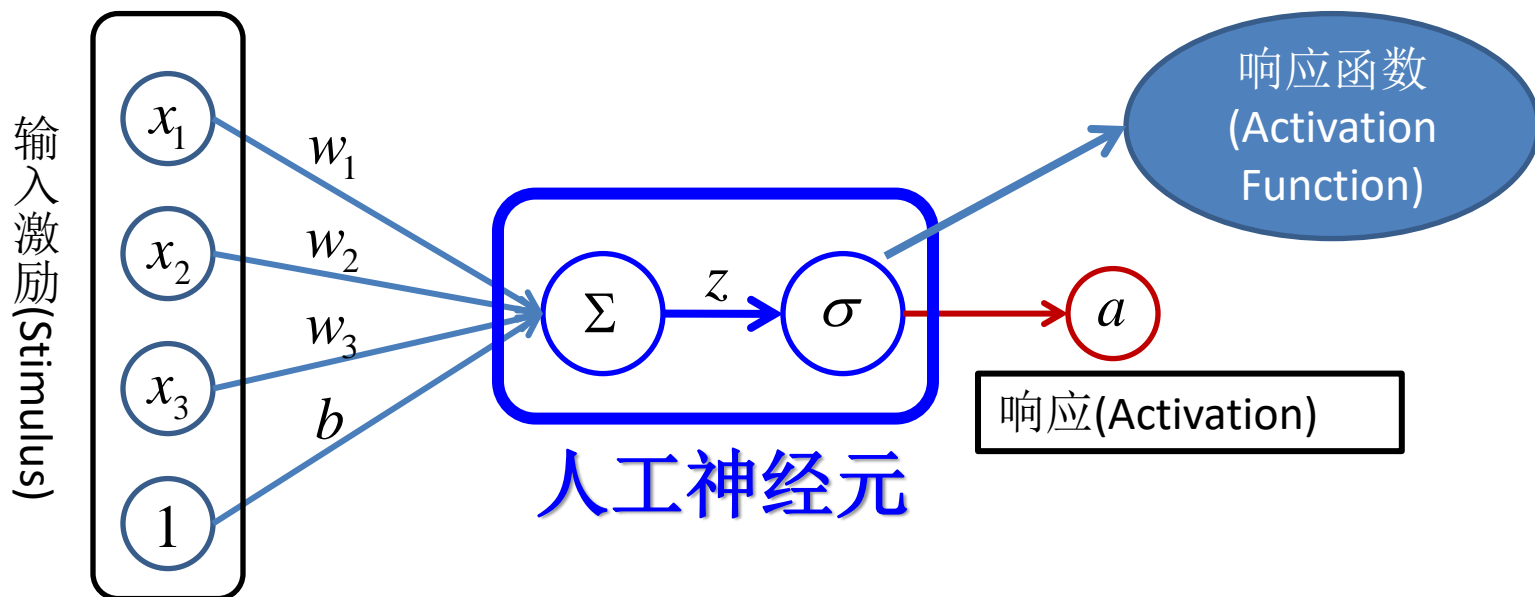 输入激励(Stimulus)
x₁
x₂
x₃
1
w₁
w₂
w₃
b
Σ
z
σ
a
人工神经元
响应函数
(Activation
Function)
响应(Activation)